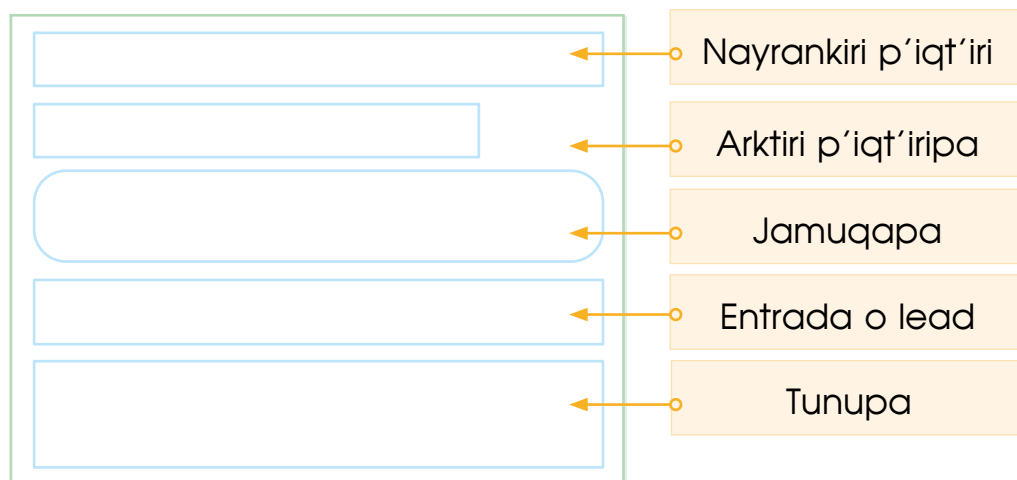 Nayrankiri p´iqt´iri
Arktiri p´iqt´iripa
Jamuqapa
Entrada o lead
Tunupa